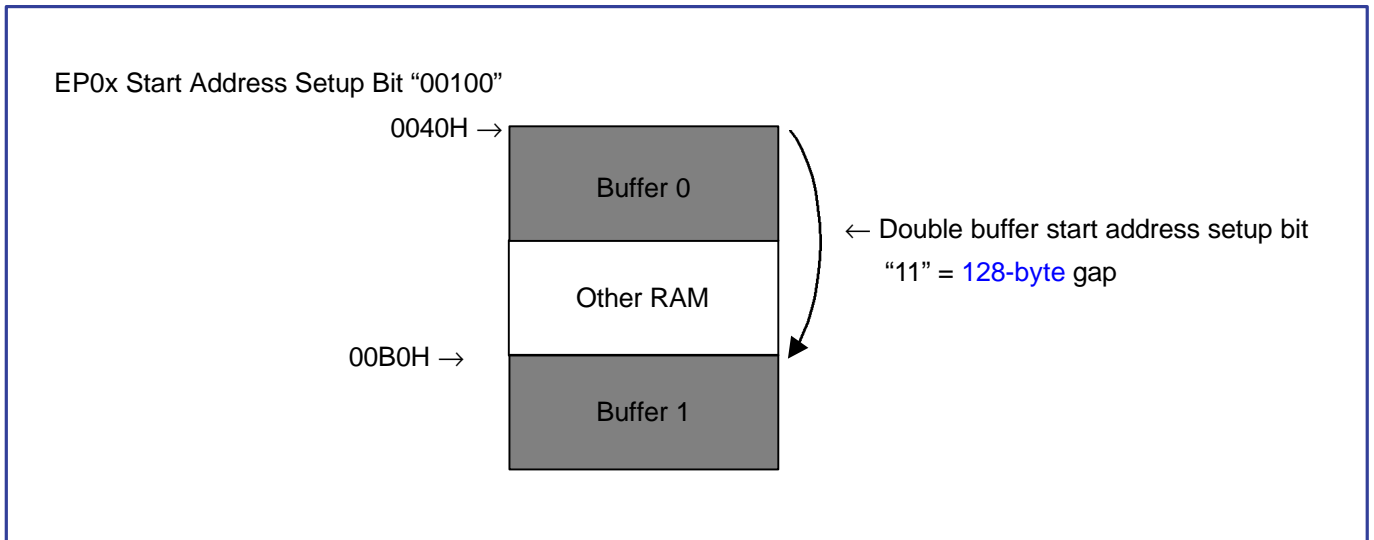 EP0x Start Address Setup Bit “00100”
0040H →
Buffer 0
← Double buffer start address setup bit
“11” = 128-byte gap
Other RAM
00B0H →
Buffer 1